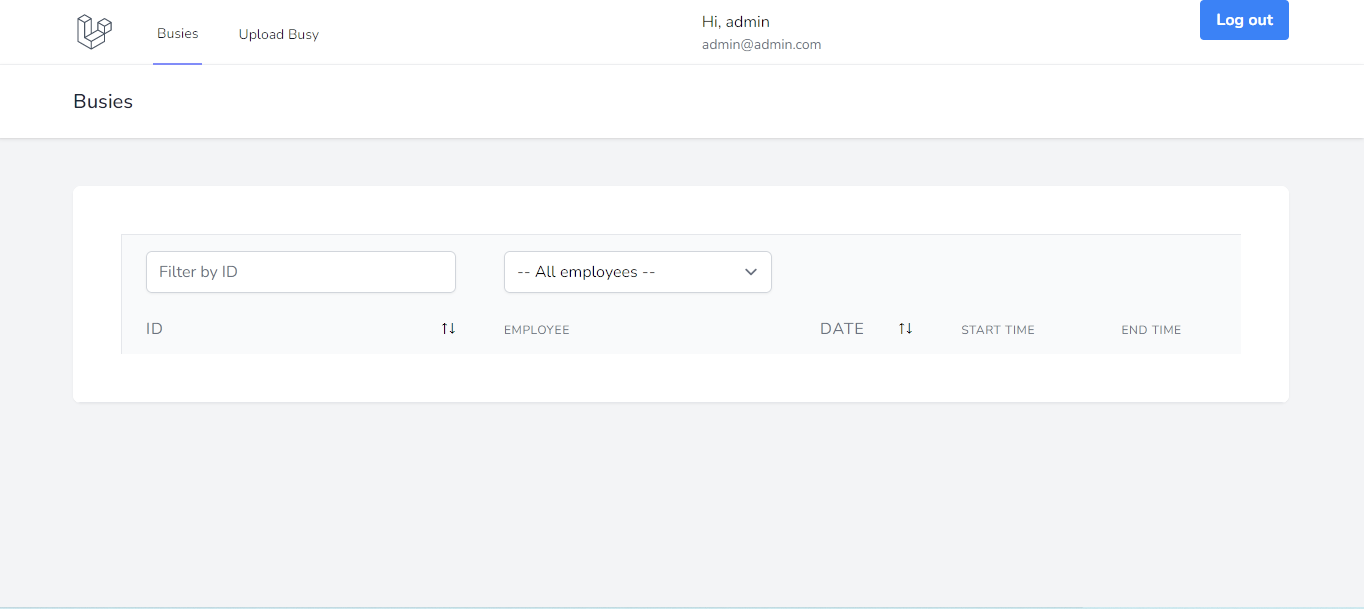 Busies
Upload Busy
Hi, admin
admin@admin.com
Log out
Busies
Filter by ID
-- All employees --
ID ↑↓ EMPLOYEE DATE ↑↓ START TIME END TIME